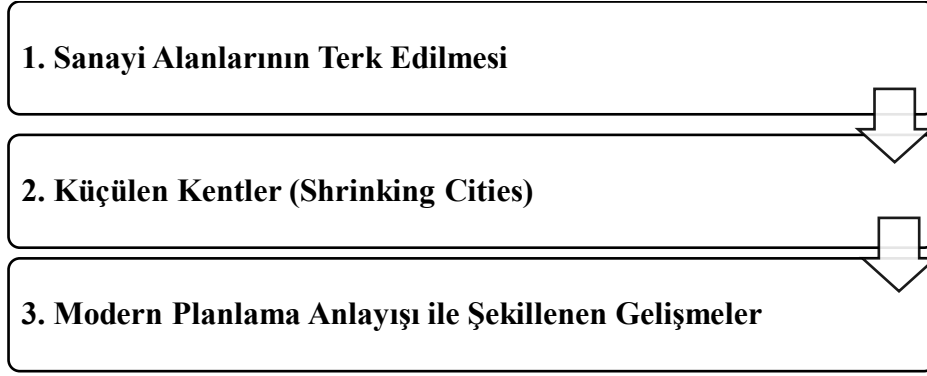 1. Sanayi Alanlarının Terk Edilmesi
2. Küçülen Kentler (Shrinking Cities)
3. Modern Planlama Anlayışı ile Şekillenen Gelişmeler